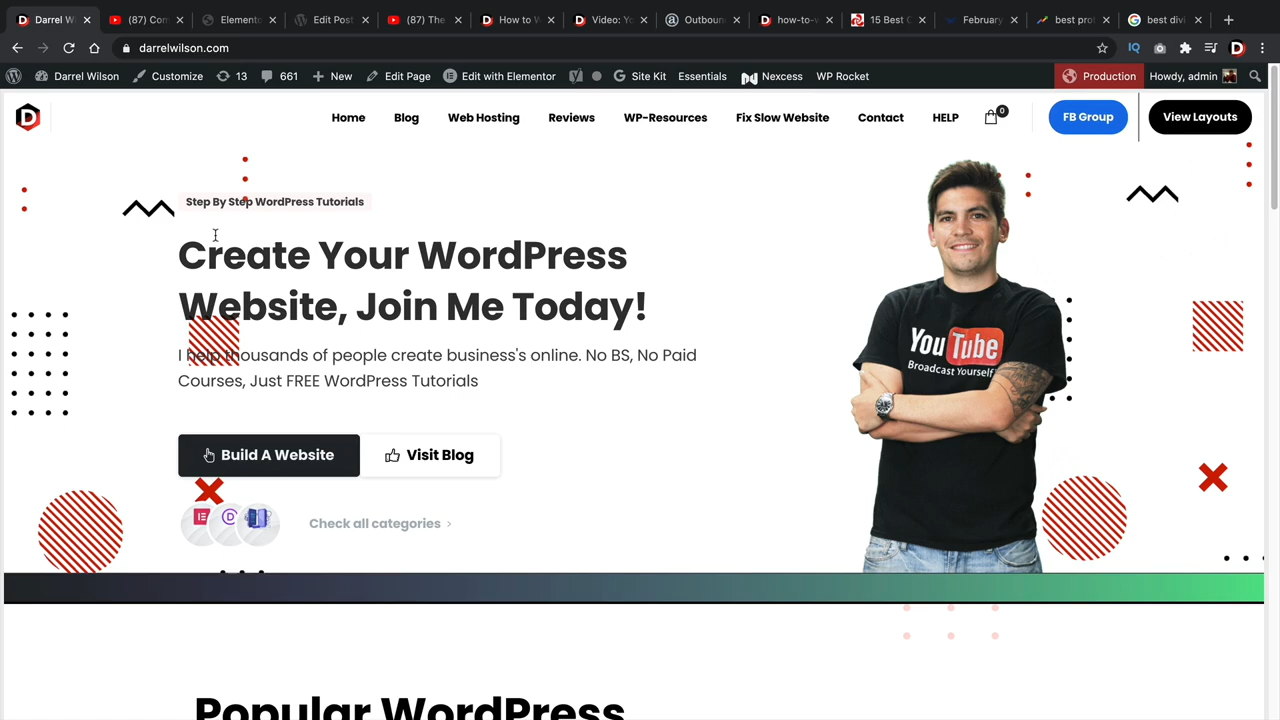 Darrel W
(87) Com
Elemento
Edit Post
(87) The
How to W
Video: Yo
Outboun
how-to-w
15 Best C
February
best prof
best divi
darrelwilson.com
Darrel Wilson
Customize
13
661
New
Edit Page
Edit with Elementor
Site Kit
Essentials
Nexcess
WP Rocket
Production
Howdy, admin
Home
Blog
Web Hosting
Reviews
WP-Resources
Fix Slow Website
Contact
HELP
0
FB Group
View Layouts
Step By Step WordPress Tutorials
Create Your WordPress
Website, Join Me Today!
I help thousands of people create business's online. No BS, No Paid
Courses, Just FREE WordPress Tutorials
Build A Website
Visit Blog
Check all categories
You Tube
Broadcast Yourself
Popular WordPress